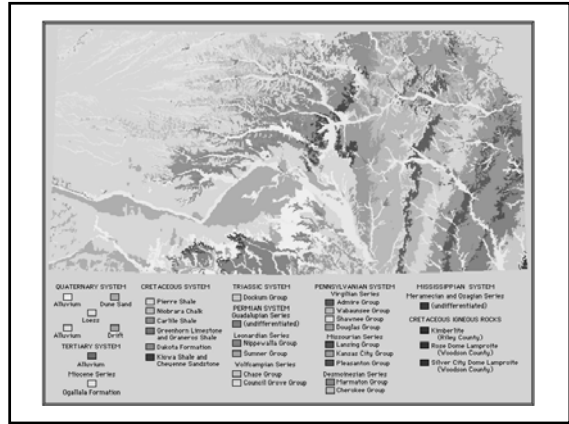 QUATERNARY SYSTEM
Alluvium
Dune Sand
Loess
Alluvium
Drift
TERTIARY SYSTEM
Alluvium
Miocene Series
Ogallala Formation
CRETACEOUS SYSTEM
Pierre Shale
Niobrara Chalk
Carlile Shale
Greenhorn Limestone
and Graneros Shale
Dakota Formation
Kiowa Shale and
Cheyenne Sandstone
TRIASSIC SYSTEM
Dockum Group
PERMIAN SYSTEM
Guadalupian Series
(undifferentiated)
Leonardian Series
Nippewalla Group
Sumner Group
Wolfcampian Series
Chase Group
Council Grove Group
PENNSYLVANIAN SYSTEM
Virgilian Series
Admire Group
Wabaunsee Group
Shawnee Group
Douglas Group
Missourian Series
Lansing Group
Kansas City Group
Pleasanton Group
Desmoinesian Series
Marmaton Group
Cherokee Group
MISSISSIPPIAN SYSTEM
Meramecian and Osagian Series
(undifferentiated)
CRETACEOUS IGNEOUS ROCKS
Kimberlite
(Riley County)
Rose Dome Lamproite
(Woodson County)
Silver City Dome Lamproite
(Woodson County)